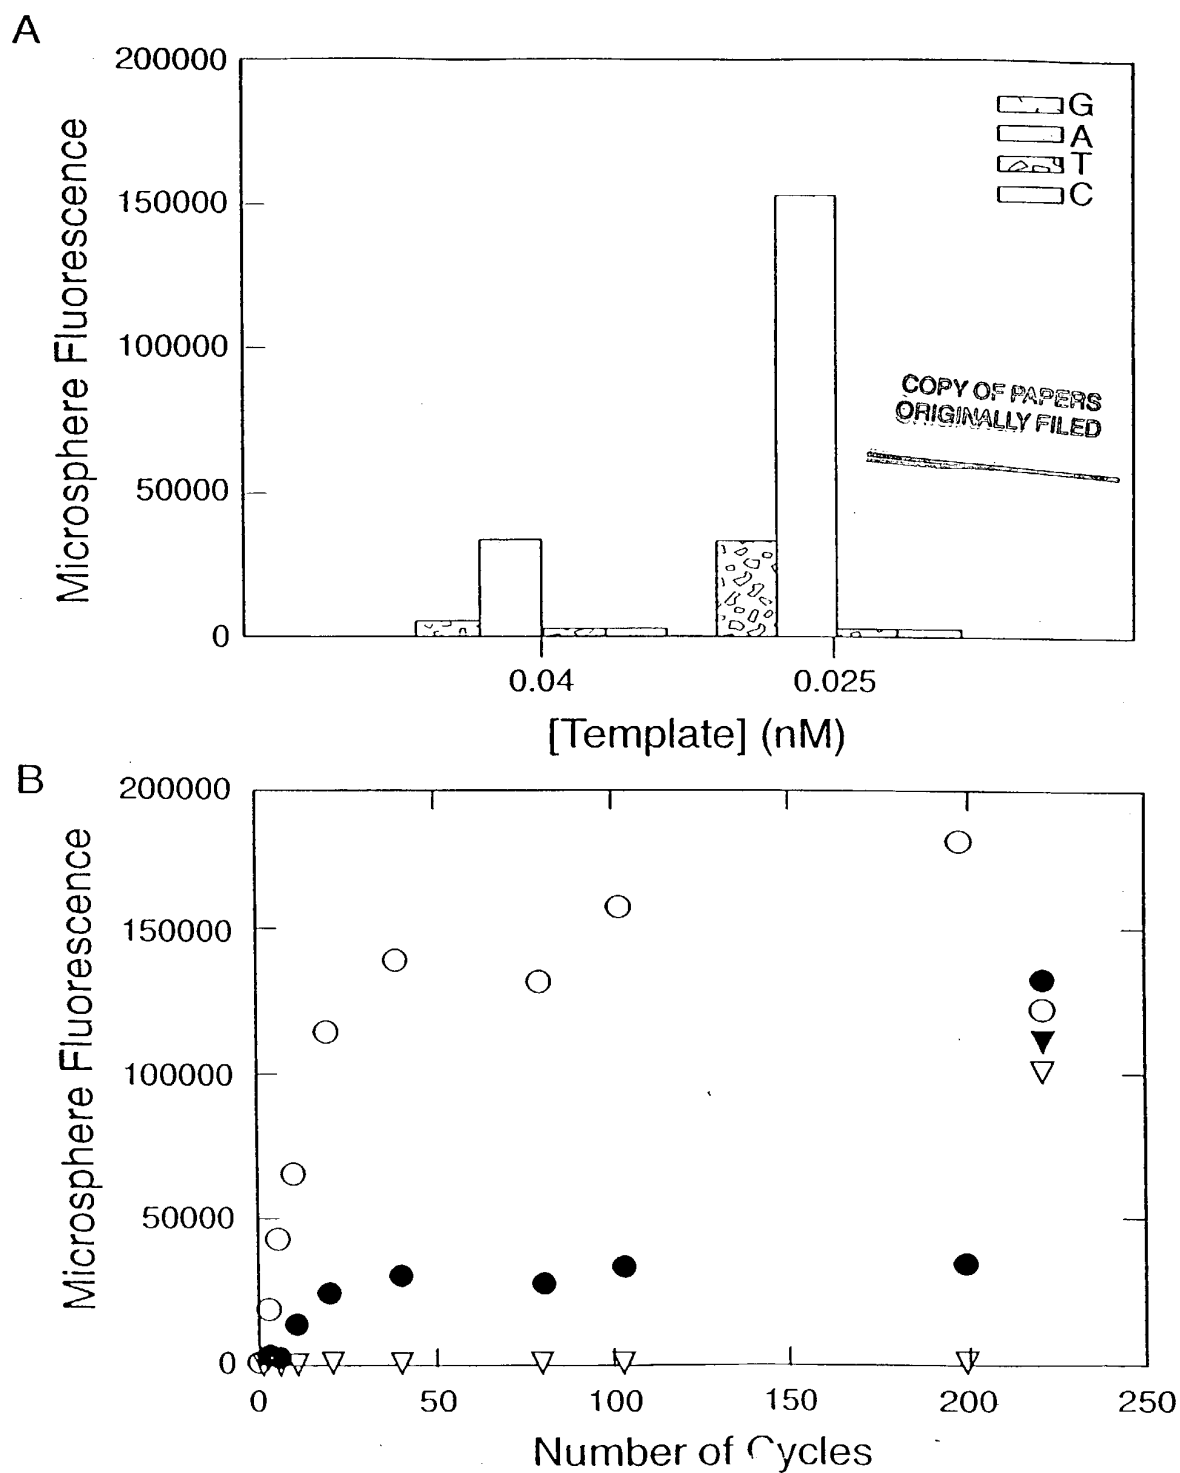 A
200000
150000
100000
50000
0
Microsphere Fluorescence
G
A
T
C
COPY OF PAPERS
ORIGINALLY FILED
0.04
0.025
[Template] (nM)
B
200000
150000
100000
50000
0
Microsphere Fluorescence
0
50
100
150
200
250
Number of Cycles